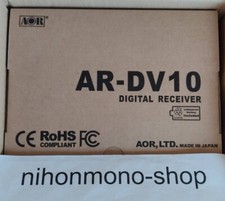 AOR
AR-DV10
DIGITAL RECEIVER
CE RoHS COMPLIANT FC
AOR, LTD. MADE IN JAPAN
nihonmono-shop